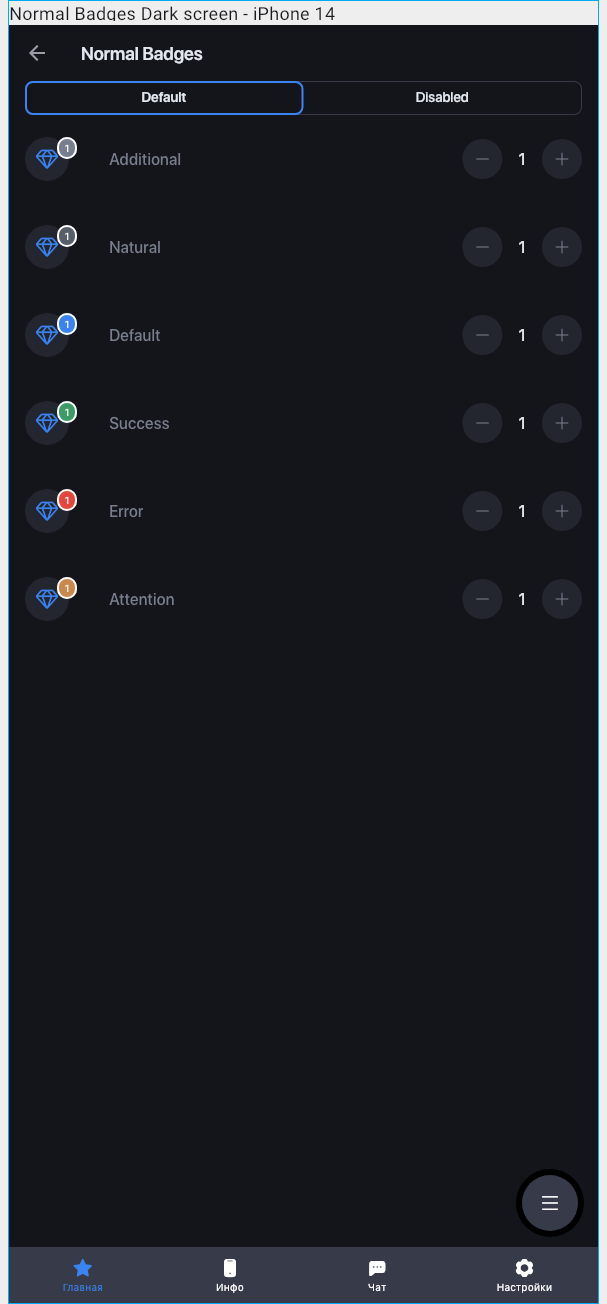 Normal Badges Dark screen - iPhone 14
Normal Badges
Default Disabled
1 Additional 1
1 Natural 1
1 Default 1
1 Success 1
1 Error 1
1 Attention 1
Главная Инфо Чат Настройки